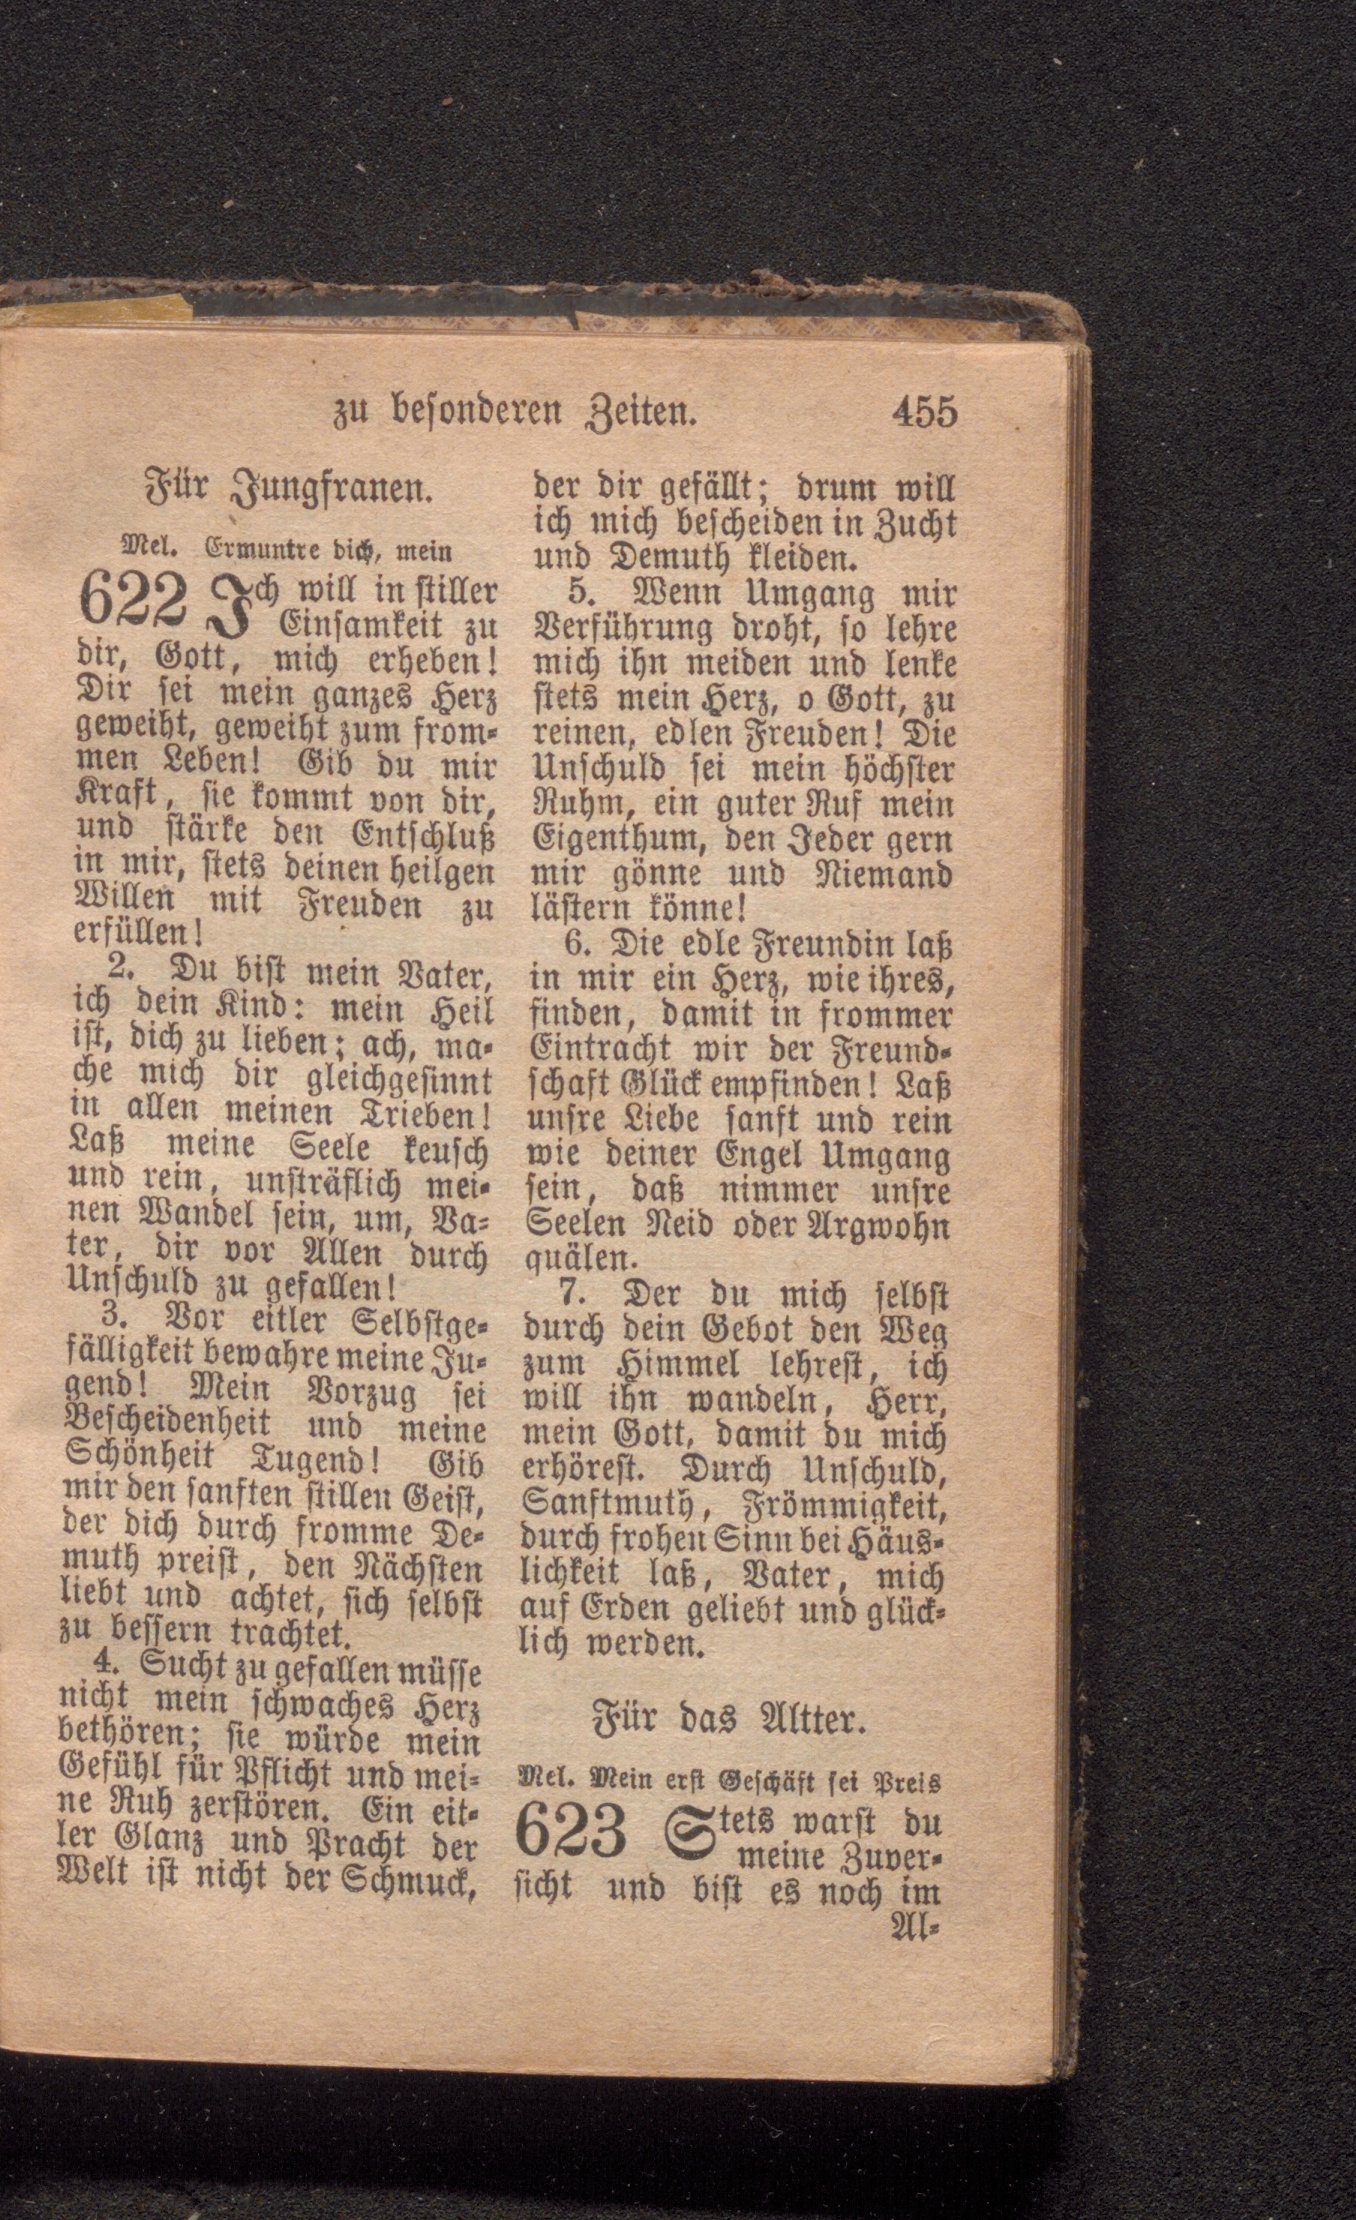 zu besonderen Zeiten. 455
Für Jungfranen.
Mel. Ermuntre dich, mein
622 Ich will in stiller
Einsamkeit zu
dir, Gott, mich erheben!
Dir sei mein ganzes Herz
geweiht, geweiht zum from-
men Leben! Gib du mir
Kraft, sie kommt von dir,
und stärke den Entschluß
in mir, stets deinen heilgen
Willen mit Freuden zu
erfüllen!
2. Du bist mein Vater,
ich dein Kind: mein Heil
ist, dich zu lieben; ach, ma-
che mich dir gleichgesinnt
in allen meinen Trieben!
Laß meine Seele keusch
und rein, unsträflich mei-
nen Wandel sein, um, Va-
ter, dir vor Allen durch
Unschuld zu gefallen!
3. Vor eitler Selbstge-
fälligkeit bewahre meine Ju-
gend! Mein Vorzug sei
Bescheidenheit und meine
Schönheit Tugend! Gib
mir den sanften stillen Geist,
der dich durch fromme De-
muth preist, den Nächsten
liebt und achtet, sich selbst
zu bessern trachtet.
4. Sucht zu gefallen müsse
nicht mein schwaches Herz
bethören; sie würde mein
Gefühl für Pflicht und mei-
ne Ruh zerstören. Ein eit-
ler Glanz und Pracht der
Welt ist nicht der Schmuck,
der dir gefällt; drum will
ich mich bescheiden in Zucht
und Demuth kleiden.
5. Wenn Umgang mir
Verführung droht, so lehre
mich ihn meiden und lenke
stets mein Herz, o Gott, zu
reinen, edlen Freuden! Die
Unschuld sei mein höchster
Ruhm, ein guter Ruf mein
Eigenthum, den Jeder gern
mir gönne und Niemand
lästern könne!
6. Die edle Freundin laß
in mir ein Herz, wie ihres,
finden, damit in frommer
Eintracht wir der Freund-
schaft Glück empfinden! Laß
unsre Liebe sanft und rein
wie deiner Engel Umgang
sein, daß nimmer unsre
Seelen Neid oder Argwohn
quälen.
7. Der du mich selbst
durch dein Gebot den Weg
zum Himmel lehrest, ich
will ihn wandeln, Herr,
mein Gott, damit du mich
erhörest. Durch Unschuld,
Sanftmuth, Frömmigkeit,
durch frohen Sinn bei Häus-
lichkeit laß, Vater, mich
auf Erden geliebt und glück-
lich werden.
Für das Altter.
Mel. Mein erst Geschäft sei Preis
623 Stets warst du
meine Zuver-
sicht und bist es noch im
Al-